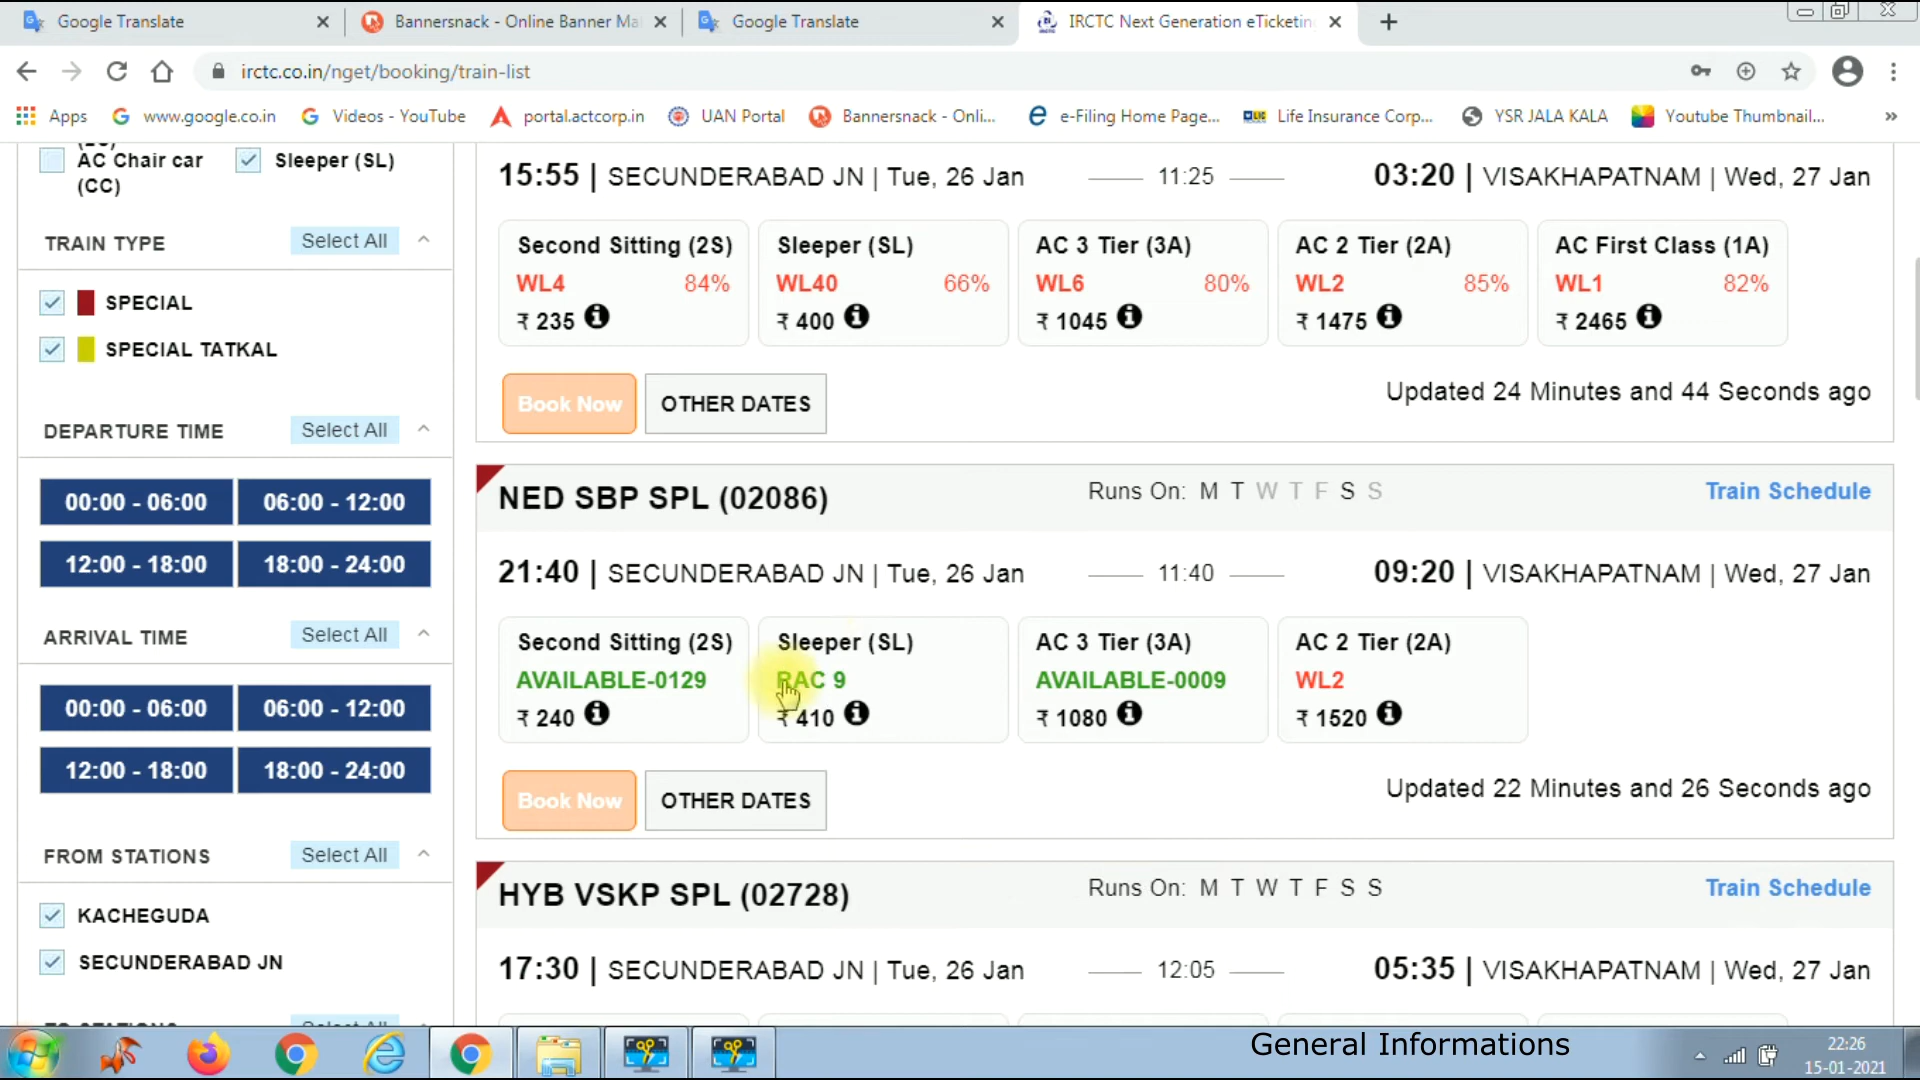 Google Translate
Bannersnack - Online Banner Ma
Google Translate
IRCTC Next Generation eTicketin
irctc.co.in/nget/booking/train-list
Apps
www.google.co.in
Videos - YouTube
portal.actcorp.in
UAN Portal
Bannersnack - Onli...
e-Filing Home Page...
Life Insurance Corp...
YSR JALA KALA
Youtube Thumbnail...
»
AC Chair car
(CC)
Sleeper (SL)
TRAIN TYPE Select All
SPECIAL
SPECIAL TATKAL
DEPARTURE TIME Select All
00:00 - 06:00 06:00 - 12:00
12:00 - 18:00 18:00 - 24:00
ARRIVAL TIME Select All
00:00 - 06:00 06:00 - 12:00
12:00 - 18:00 18:00 - 24:00
FROM STATIONS Select All
KACHEGUDA
SECUNDERABAD JN
15:55 | SECUNDERABAD JN | Tue, 26 Jan 11:25 03:20 | VISAKHAPATNAM | Wed, 27 Jan
Second Sitting (2S)
WL4 84%
₹ 235
Sleeper (SL)
WL40 66%
₹ 400
AC 3 Tier (3A)
WL6 80%
₹ 1045
AC 2 Tier (2A)
WL2 85%
₹ 1475
AC First Class (1A)
WL1 82%
₹ 2465
Book Now OTHER DATES
Updated 24 Minutes and 44 Seconds ago
NED SBP SPL (02086) Runs On: M T W T F S S Train Schedule
21:40 | SECUNDERABAD JN | Tue, 26 Jan 11:40 09:20 | VISAKHAPATNAM | Wed, 27 Jan
Second Sitting (2S)
AVAILABLE-0129
₹ 240
Sleeper (SL)
RAC 9
₹ 410
AC 3 Tier (3A)
AVAILABLE-0009
₹ 1080
AC 2 Tier (2A)
WL2
₹ 1520
Book Now OTHER DATES
Updated 22 Minutes and 26 Seconds ago
HYB VSKP SPL (02728) Runs On: M T W T F S S Train Schedule
17:30 | SECUNDERABAD JN | Tue, 26 Jan 12:05 05:35 | VISAKHAPATNAM | Wed, 27 Jan
General Informations
22:26
15-01-2021